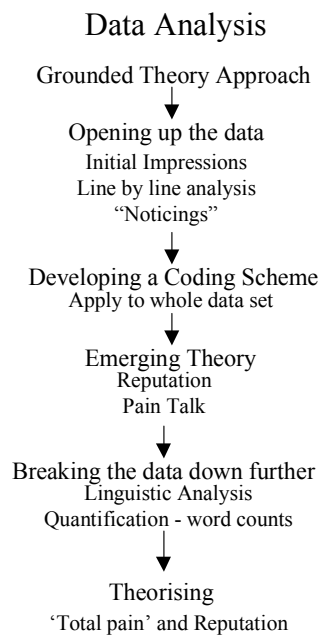 Data Analysis
Grounded Theory Approach
Opening up the data
Initial Impressions
Line by line analysis
“Noticings”
Developing a Coding Scheme
Apply to whole data set
Emerging Theory
Reputation
Pain Talk
Breaking the data down further
Linguistic Analysis
Quantification - word counts
Theorising
‘Total pain’ and Reputation